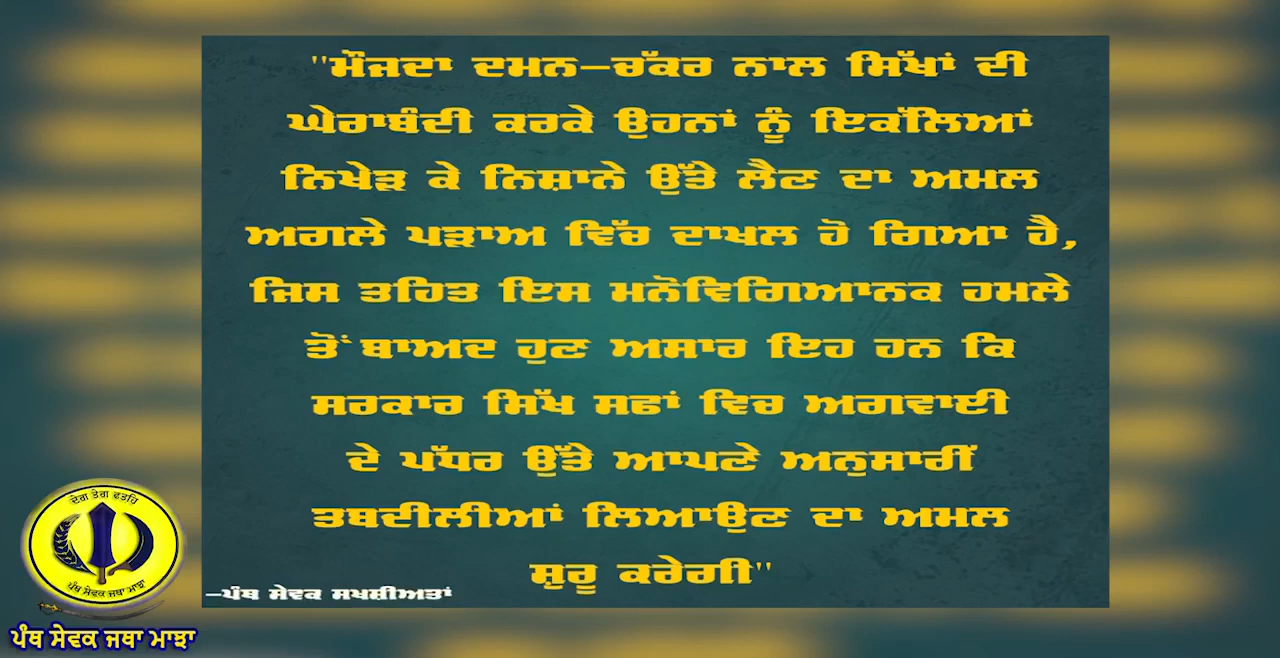 "ਮੌਜਦਾ ਦਮਨ-ਚੱਕਰ ਨਾਲ ਸਿੱਖਾਂ ਦੀ
ਘੇਰਾਬੰਦੀ ਕਰਕੇ ਉਹਨਾਂ ਨੂੰ ਇਕੱਲਿਆਂ
ਨਿਖੇੜ ਕੇ ਨਿਸ਼ਾਨੇ ਉੱਤੇ ਲੈਣ ਦਾ ਅਮਲ
ਅਗਲੇ ਪੜਾਅ ਵਿੱਚ ਦਾਖਲ ਹੋ ਗਿਆ ਹੈ,
ਜਿਸ ਤਹਿਤ ਇਸ ਮਨੋਵਿਗਿਆਨਕ ਹਮਲੇ
ਤੋਂ ਬਾਅਦ ਹੁਣ ਅਸਾਰ ਇਹ ਹਨ ਕਿ
ਸਰਕਾਰ ਸਿੱਖ ਸਫਾਂ ਵਿਚ ਅਗਵਾਈ
ਦੇ ਪੱਧਰ ਉੱਤੇ ਆਪਣੇ ਅਨੁਸਾਰੀਂ
ਤਬਦੀਲੀਆਂ ਲਿਆਉਣ ਦਾ ਅਮਲ
ਸ਼ੁਰੂ ਕਰੇਗੀ"
-ਪੰਥ ਸੇਵਕ ਸਖਸ਼ੀਅਤਾਂ
ਦੇਗ ਤੇਗ ਫਤਹਿ
ਪੰਥ ਸੇਵਕ ਜਥਾ ਮਾਝਾ
ਪੰਥ ਸੇਵਕ ਜਥਾ ਮਾਝਾ